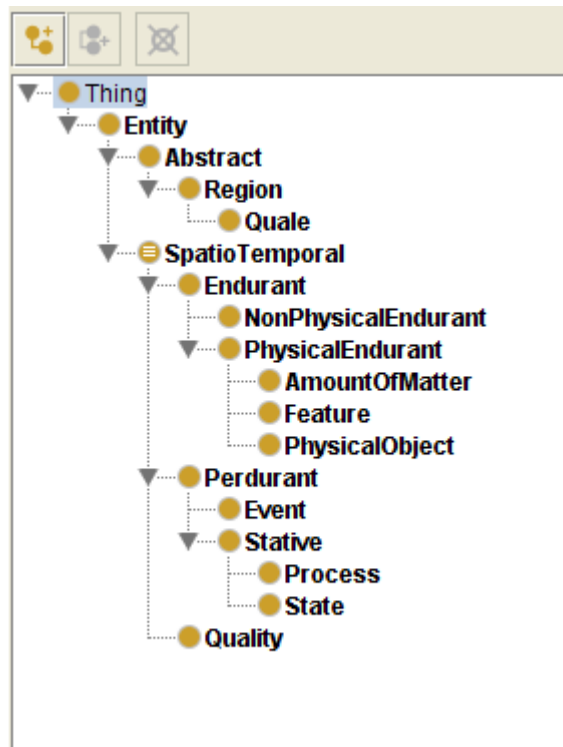 Thing
Entity
Abstract
Region
Quale
SpatioTemporal
Endurant
NonPhysicalEndurant
PhysicalEndurant
AmountOfMatter
Feature
PhysicalObject
Perdurant
Event
Stative
Process
State
Quality